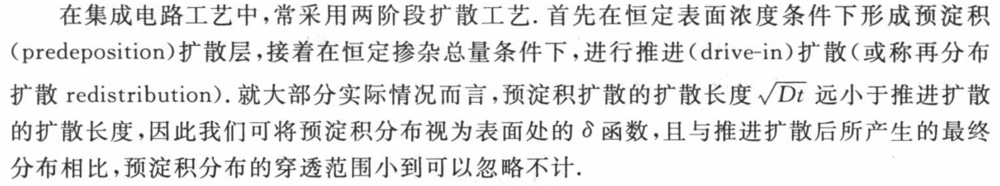 在集成电路工艺中,常采用两阶段扩散工艺. 首先在恒定表面浓度条件下形成预淀积
(predeposition)扩散层,接着在恒定掺杂总量条件下,进行推进(drive-in)扩散(或称再分布
扩散 redistribution). 就大部分实际情况而言,预淀积扩散的扩散长度 √Dt 远小于推进扩散
的扩散长度,因此我们可将预淀积分布视为表面处的 δ 函数,且与推进扩散后所产生的最终
分布相比,预淀积分布的穿透范围小到可以忽略不计.